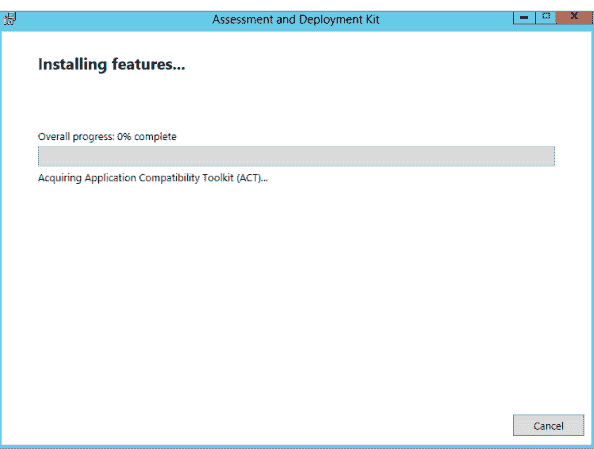 Assessment and Deployment Kit
Installing features...
Overall progress: 0% complete
Acquiring Application Compatibility Toolkit (ACT)...
Cancel